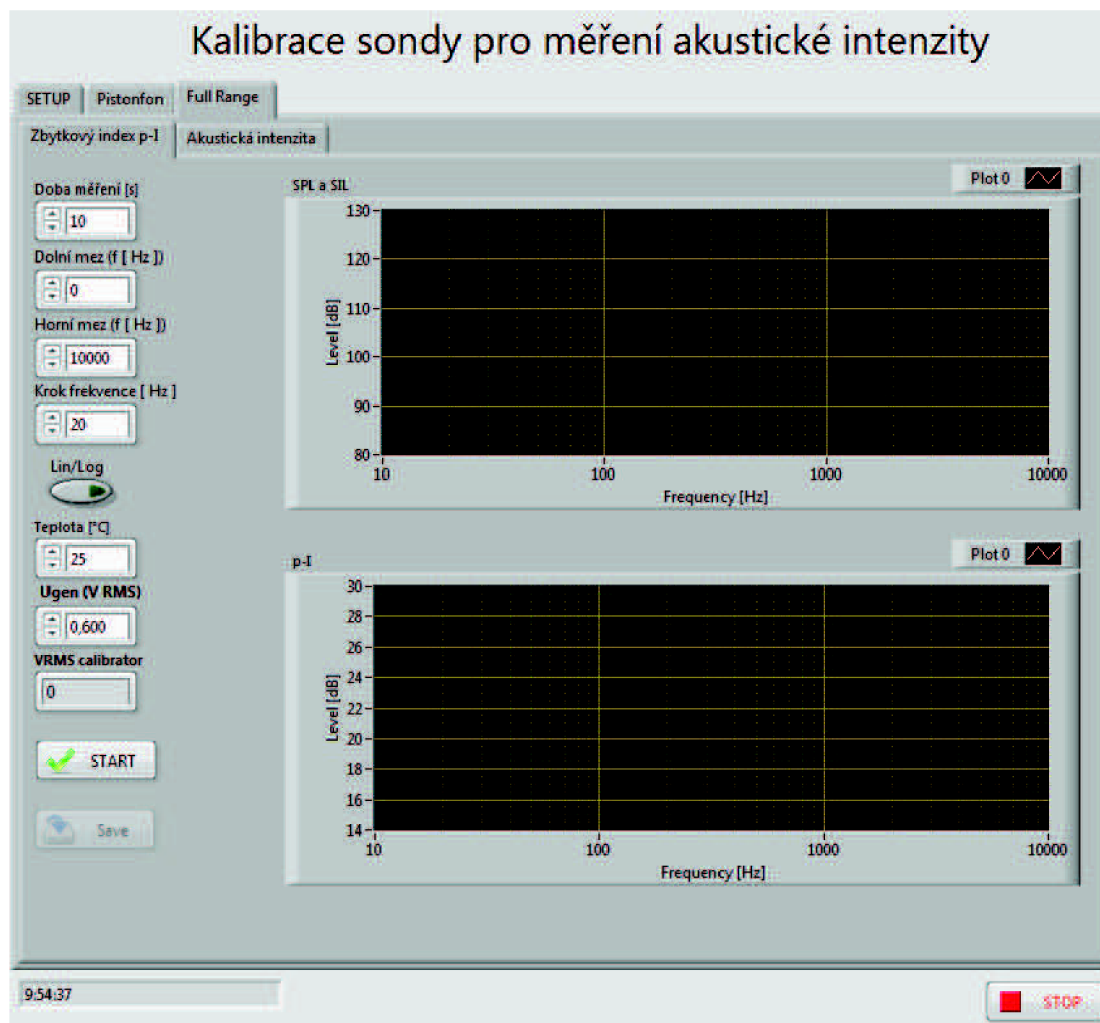 Kalibrace sondy pro měření akustické intenzity
SETUP Pistonfon Full Range
Zbytkový index p-I Akustická intenzita
Doba měření [s]
10
Dolní mez (f [ Hz ])
0
Horní mez (f [ Hz ])
10000
Krok frekvence [ Hz ]
20
Lin/Log
Teplota [°C]
25
Ugen (V RMS)
0,600
VRMS calibrator
0
START
Save
SPL a SIL
Plot 0
Level [dB]
130
120
110
100
90
80
10 100 1000 10000
Frequency [Hz]
p-I
Plot 0
Level [dB]
30
28
26
24
22
20
18
16
14
10 100 1000 10000
Frequency [Hz]
9:54:37
STOP